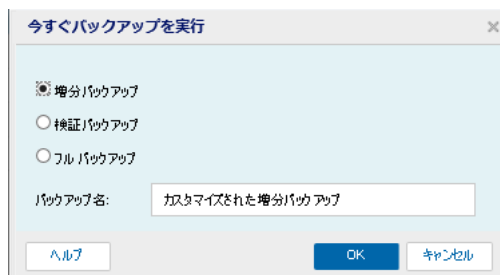 今すぐバックアップを実行
増分バックアップ
検証バックアップ
フル バックアップ
バックアップ名:
カスタマイズされた増分バックアップ
ヘルプ
OK
キャンセル